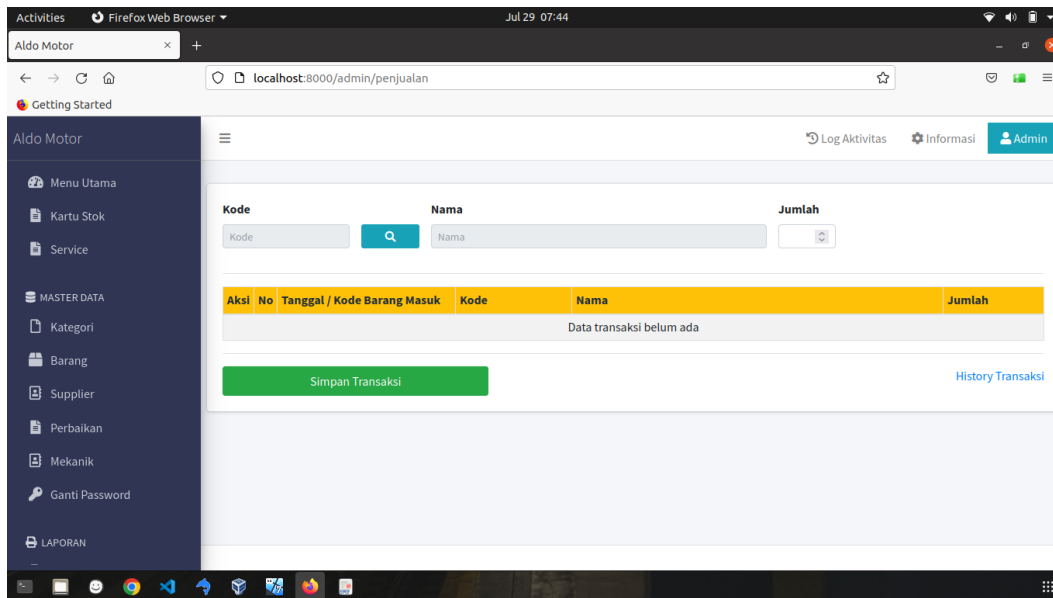 Activities Firefox Web Browser Jul 29 07:44
Aldo Motor
localhost:8000/admin/penjualan
Getting Started
Aldo Motor
Log Aktivitas Informasi Admin
Menu Utama
Kartu Stok
Service
MASTER DATA
Kategori
Barang
Supplier
Perbaikan
Mekanik
Ganti Password
LAPORAN
Kode Nama Jumlah
Kode Nama
Aksi No Tanggal / Kode Barang Masuk Kode Nama Jumlah
Data transaksi belum ada
Simpan Transaksi History Transaksi